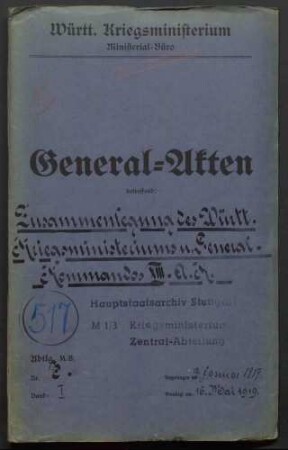 Württ. Kriegsministerium
Ministerial-Büro
General-Akten
betreffend:
Zusammenlegung des Württ.
Kriegsministeriums u. General-
Kommandos XIII. A.K.
Hauptstaatsarchiv Stuttgart
517
M 1/3 Kriegsministerium
Zentral-Abteilung
Abtlg. M.B.
Nr. 2.
Band: I
Januar
16. Mai 1919.